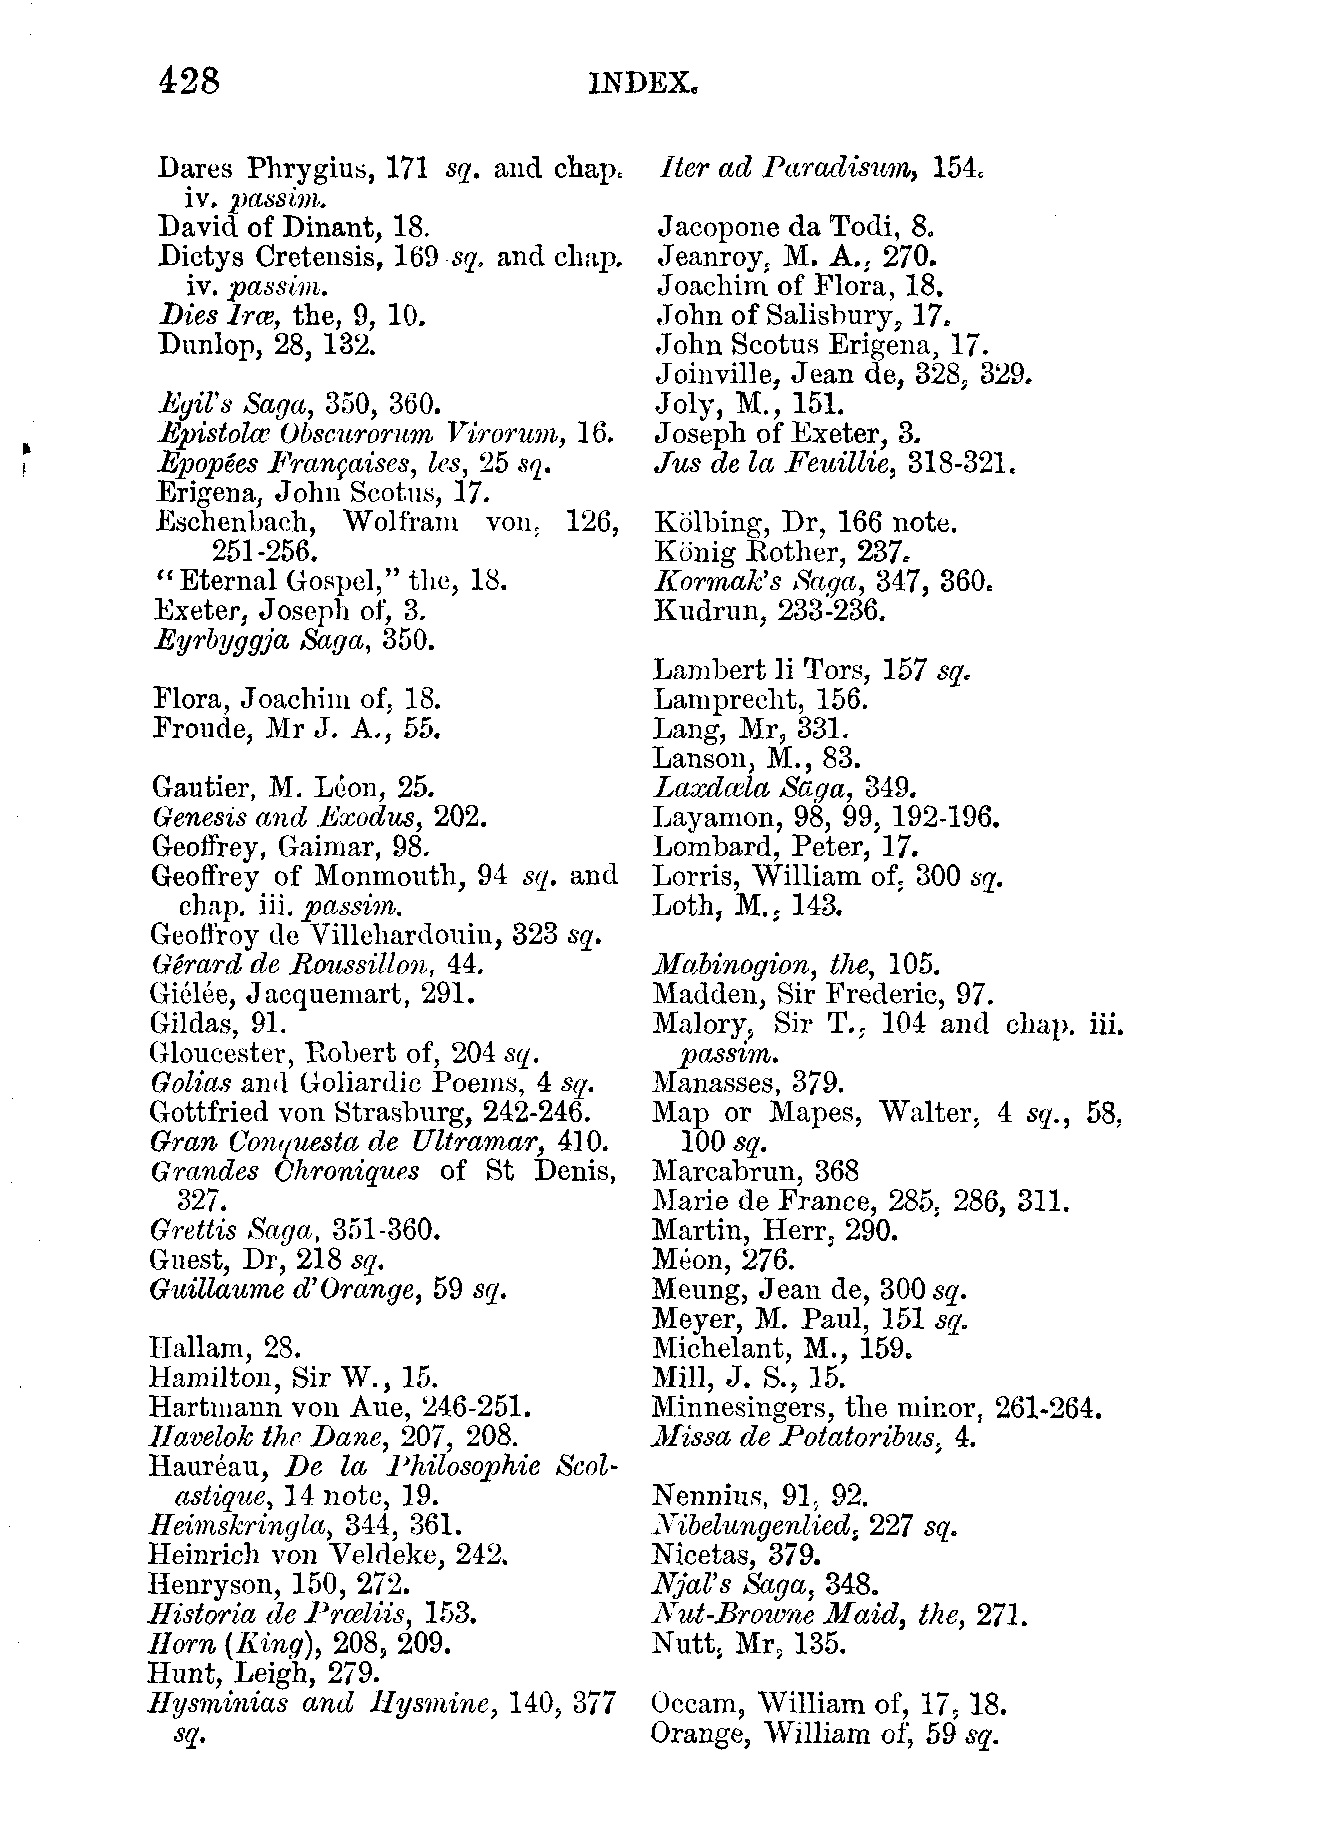 428
INDEX.
Dares Phrygius, 171 sq. and chap.
iv. passim.
David of Dinant, 18.
Dictys Cretensis, 169 sq. and chap.
iv. passim.
Dies Iræ, the, 9, 10.
Dunlop, 28, 132.
Egil's Saga, 350, 360.
Epistolæ Obscurorum Virorum, 16.
Epopées Françaises, les, 25 sq.
Erigena, John Scotus, 17.
Eschenbach, Wolfram von, 126,
251-256.
"Eternal Gospel," the, 18.
Exeter, Joseph of, 3.
Eyrbyggja Saga, 350.
Flora, Joachim of, 18.
Froude, Mr J. A., 55.
Gautier, M. Léon, 25.
Genesis and Exodus, 202.
Geoffrey, Gaimar, 98.
Geoffrey of Monmouth, 94 sq. and
chap. iii. passim.
Geoffroy de Villehardouin, 323 sq.
Gérard de Roussillon, 44.
Giélée, Jacquemart, 291.
Gildas, 91.
Gloucester, Robert of, 204 sq.
Golias and Goliardic Poems, 4 sq.
Gottfried von Strasburg, 242-246.
Gran Conquesta de Ultramar, 410.
Grandes Chroniques of St Denis,
327.
Grettis Saga, 351-360.
Guest, Dr, 218 sq.
Guillaume d'Orange, 59 sq.
Hallam, 28.
Hamilton, Sir W., 15.
Hartmann von Aue, 246-251.
Havelok the Dane, 207, 208.
Hauréau, De la Philosophie Scol-
astique, 14 note, 19.
Heimskringla, 344, 361.
Heinrich von Veldeke, 242.
Henryson, 150, 272.
Historia de Prœliis, 153.
Horn (King), 208, 209.
Hunt, Leigh, 279.
Hysminias and Hysmine, 140, 377
sq.
Iter ad Paradisum, 154.
Jacopone da Todi, 8.
Jeanroy, M. A., 270.
Joachim of Flora, 18.
John of Salisbury, 17.
John Scotus Erigena, 17.
Joinville, Jean de, 328, 329.
Joly, M., 151.
Joseph of Exeter, 3.
Jus de la Feuillie, 318-321.
Kölbing, Dr, 166 note.
König Rother, 237.
Kormak's Saga, 347, 360.
Kudrun, 233-236.
Lambert li Tors, 157 sq.
Lamprecht, 156.
Lang, Mr, 331.
Lanson, M., 83.
Laxdæla Saga, 349.
Layamon, 98, 99, 192-196.
Lombard, Peter, 17.
Lorris, William of, 300 sq.
Loth, M., 143.
Mabinogion, the, 105.
Madden, Sir Frederic, 97.
Malory, Sir T., 104 and chap. iii.
passim.
Manasses, 379.
Map or Mapes, Walter, 4 sq., 58,
100 sq.
Marcabrun, 368
Marie de France, 285, 286, 311.
Martin, Herr, 290.
Méon, 276.
Meung, Jean de, 300 sq.
Meyer, M. Paul, 151 sq.
Michelant, M., 159.
Mill, J. S., 15.
Minnesingers, the minor, 261-264.
Missa de Potatoribus, 4.
Nennius, 91, 92.
Nibelungenlied, 227 sq.
Nicetas, 379.
Njal's Saga, 348.
Nut-Browne Maid, the, 271.
Nutt, Mr, 135.
Occam, William of, 17, 18.
Orange, William of, 59 sq.